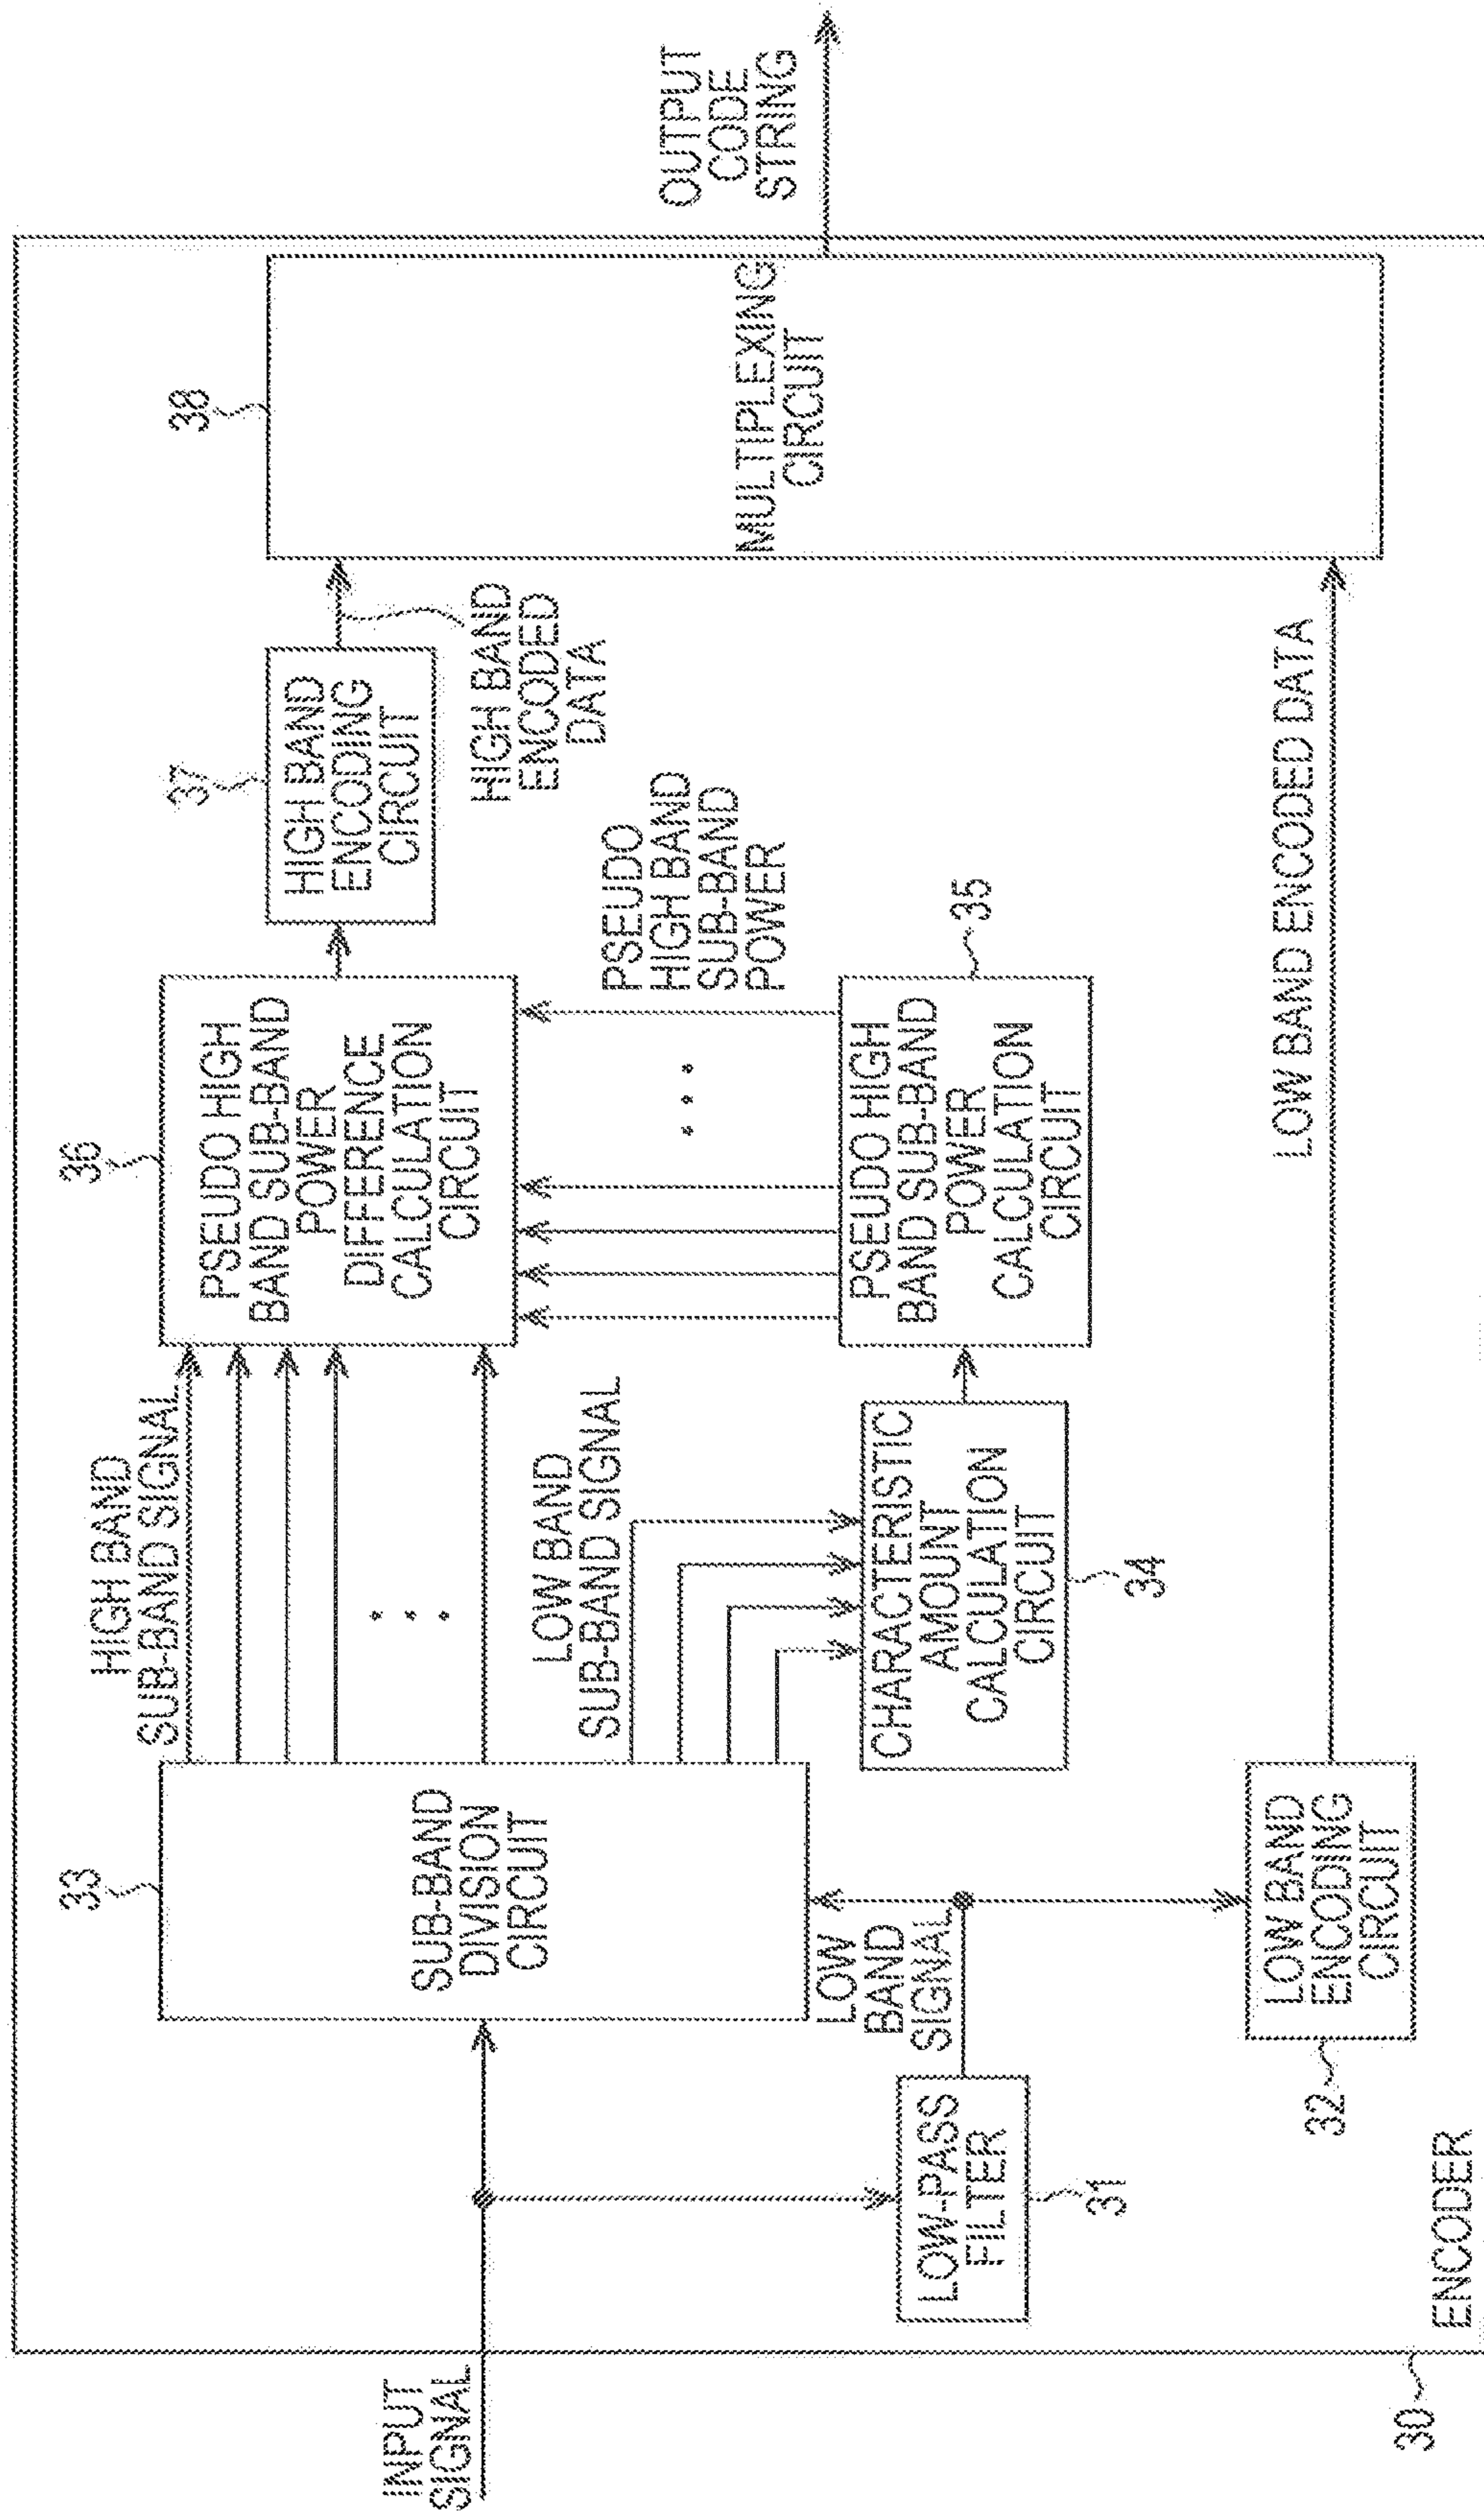 INPUT
SIGNAL
33
SUB-BAND
DIVISION
CIRCUIT
HIGH BAND
SUB-BAND SIGNAL
36
PSEUDO HIGH
BAND SUB-BAND
POWER
DIFFERENCE
CALCULATION
CIRCUIT
37
HIGH BAND
ENCODING
CIRCUIT
HIGH BAND
ENCODED
DATA
38
MULTIPLEXING
CIRCUIT
OUTPUT
CODE
STRING
LOW BAND
SUB-BAND SIGNAL
PSEUDO
HIGH BAND
SUB-BAND
POWER
LOW
BAND
SIGNAL
LOW-PASS
FILTER
31
CHARACTERISTIC
AMOUNT
CALCULATION
CIRCUIT
34
PSEUDO HIGH
BAND SUB-BAND
POWER
CALCULATION
CIRCUIT
35
LOW BAND
ENCODING
CIRCUIT
32
LOW BAND ENCODED DATA
30
ENCODER